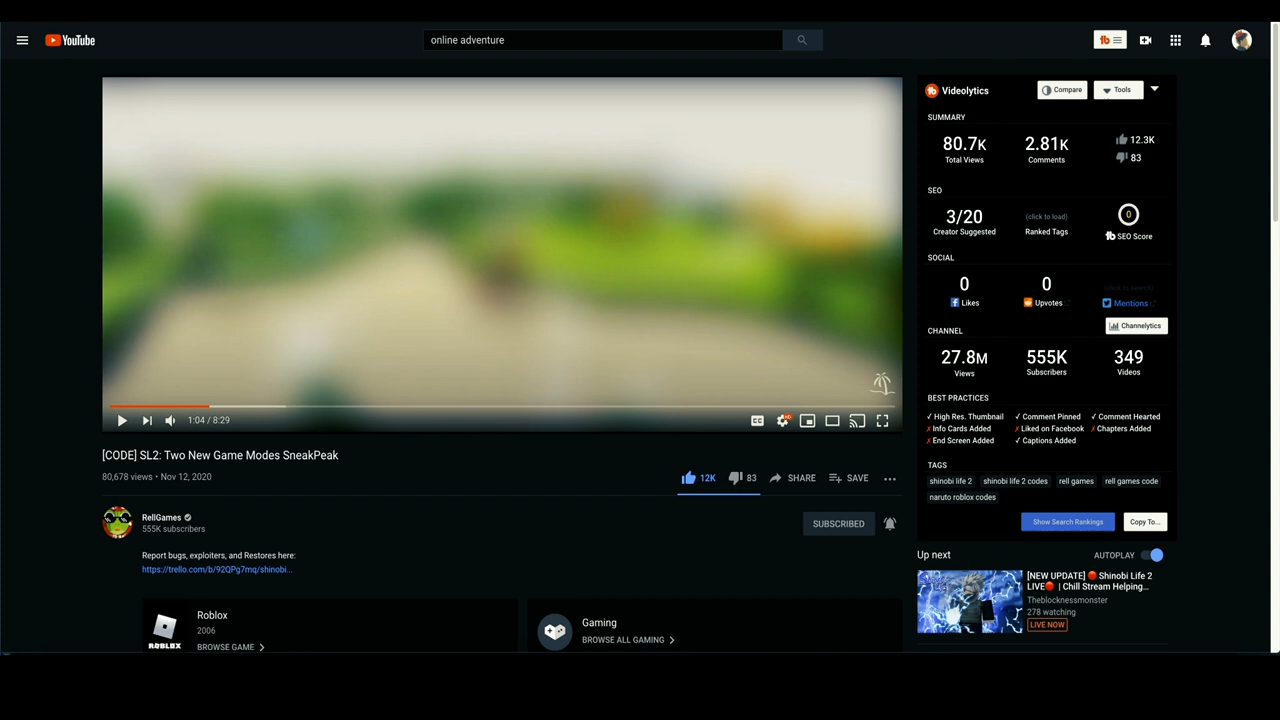 YouTube
online adventure
1:04 / 8:29
[CODE] SL2: Two New Game Modes SneakPeak
80,678 views • Nov 12, 2020
12K
83
SHARE
SAVE
RellGames
555K subscribers
SUBSCRIBED
Report bugs, exploiters, and Restores here:
https://trello.com/b/92QPg7mq/shinobi...
ROBLOX
Roblox
2006
BROWSE GAME
Gaming
BROWSE ALL GAMING
Videolytics
Compare
Tools
SUMMARY
80.7K
Total Views
2.81K
Comments
12.3K
83
SEO
3/20
Creator Suggested
(click to load)
Ranked Tags
0
SEO Score
SOCIAL
0
Likes
0
Upvotes
(click to search)
Mentions
CHANNEL
Channelytics
27.8M
Views
555K
Subscribers
349
Videos
BEST PRACTICES
✓ High Res. Thumbnail ✓ Comment Pinned ✓ Comment Hearted
✗ Info Cards Added ✗ Liked on Facebook ✗ Chapters Added
✗ End Screen Added ✓ Captions Added
TAGS
shinobi life 2 shinobi life 2 codes rell games rell games code
naruto roblox codes
Show Search Rankings
Copy To...
Up next
AUTOPLAY
[NEW UPDATE] 🔴 Shinobi Life 2
LIVE🔴 | Chill Stream Helping...
Theblocknessmonster
278 watching
LIVE NOW